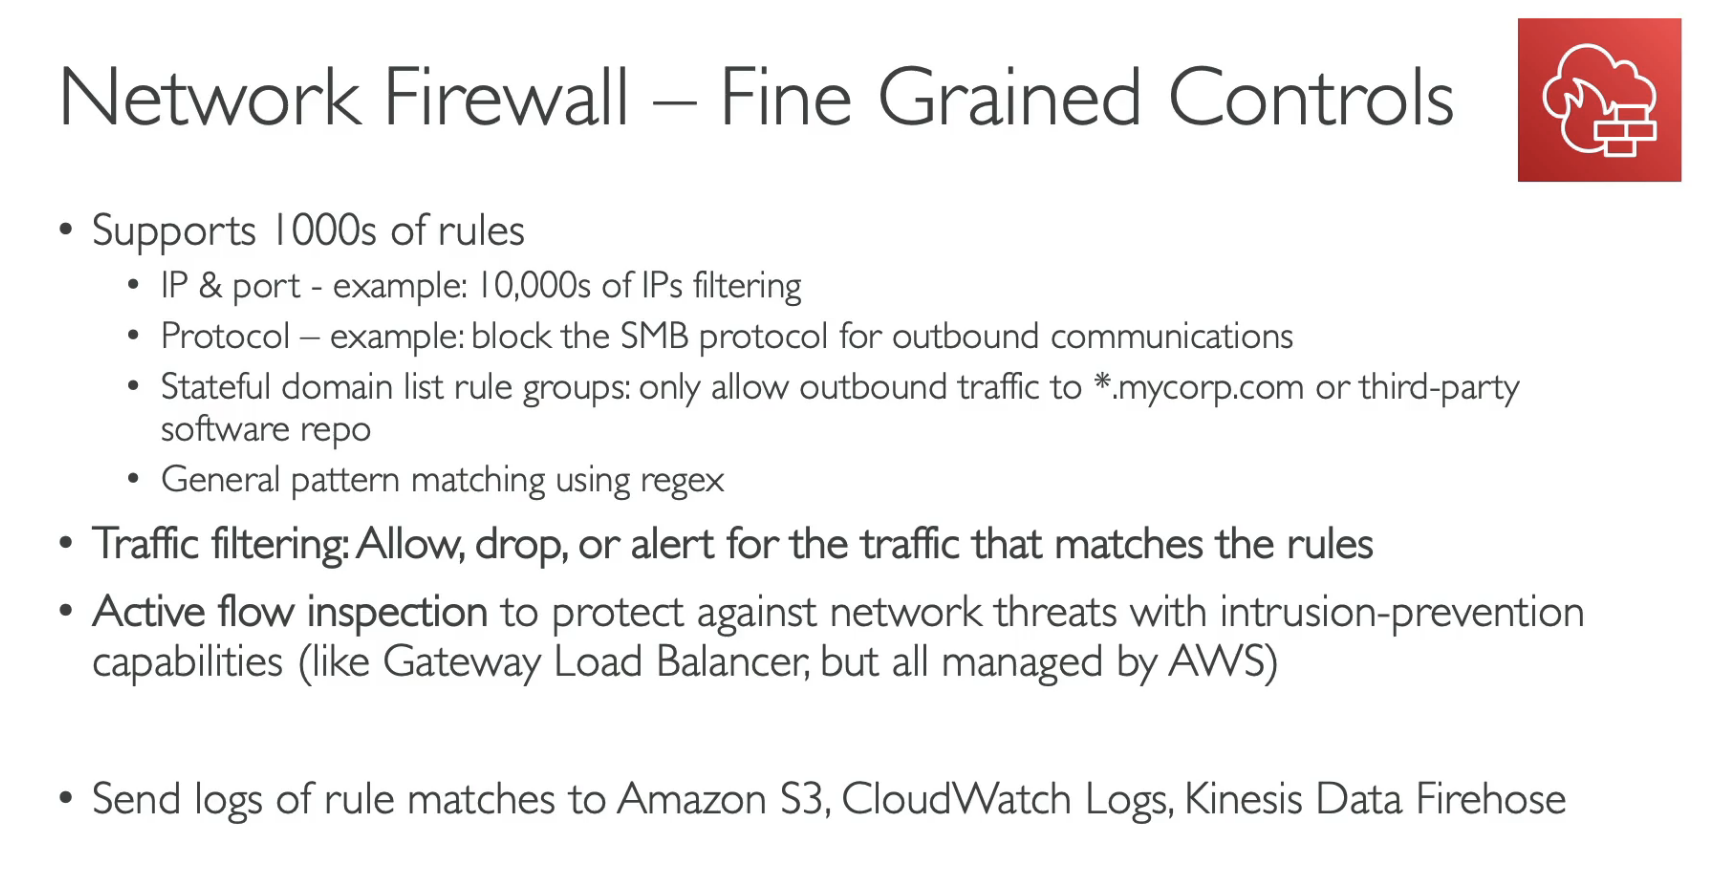 Network Firewall – Fine Grained Controls
• Supports 1000s of rules
• IP & port - example: 10,000s of IPs filtering
• Protocol – example: block the SMB protocol for outbound communications
• Stateful domain list rule groups: only allow outbound traffic to *.mycorp.com or third-party
software repo
• General pattern matching using regex
• Traffic filtering: Allow, drop, or alert for the traffic that matches the rules
• Active flow inspection to protect against network threats with intrusion-prevention
capabilities (like Gateway Load Balancer, but all managed by AWS)
• Send logs of rule matches to Amazon S3, CloudWatch Logs, Kinesis Data Firehose